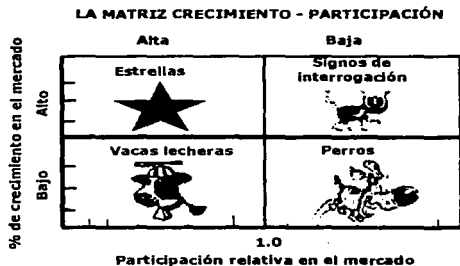 LA MATRIZ CRECIMIENTO - PARTICIPACIÓN
Alta
Baja
% de crecimiento en el mercado
Alto
Estrellas
Signos de
interrogación
Bajo
Vacas lecheras
Perros
1.0
Participación relativa en el mercado